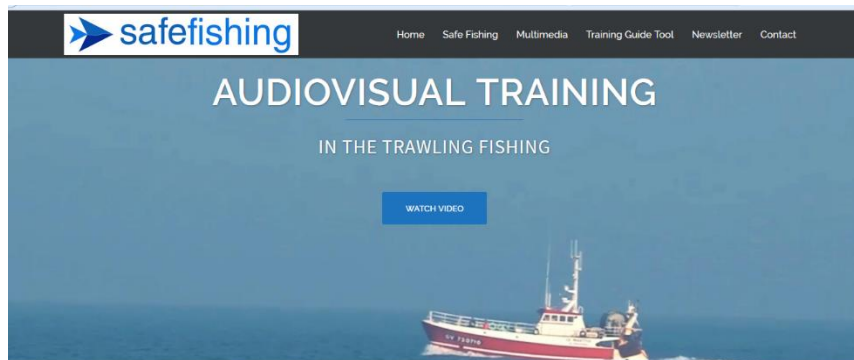 safefishing
Home Safe Fishing Multimedia Training Guide Tool Newsletter Contact
AUDIOVISUAL TRAINING
IN THE TRAWLING FISHING
WATCH VIDEO